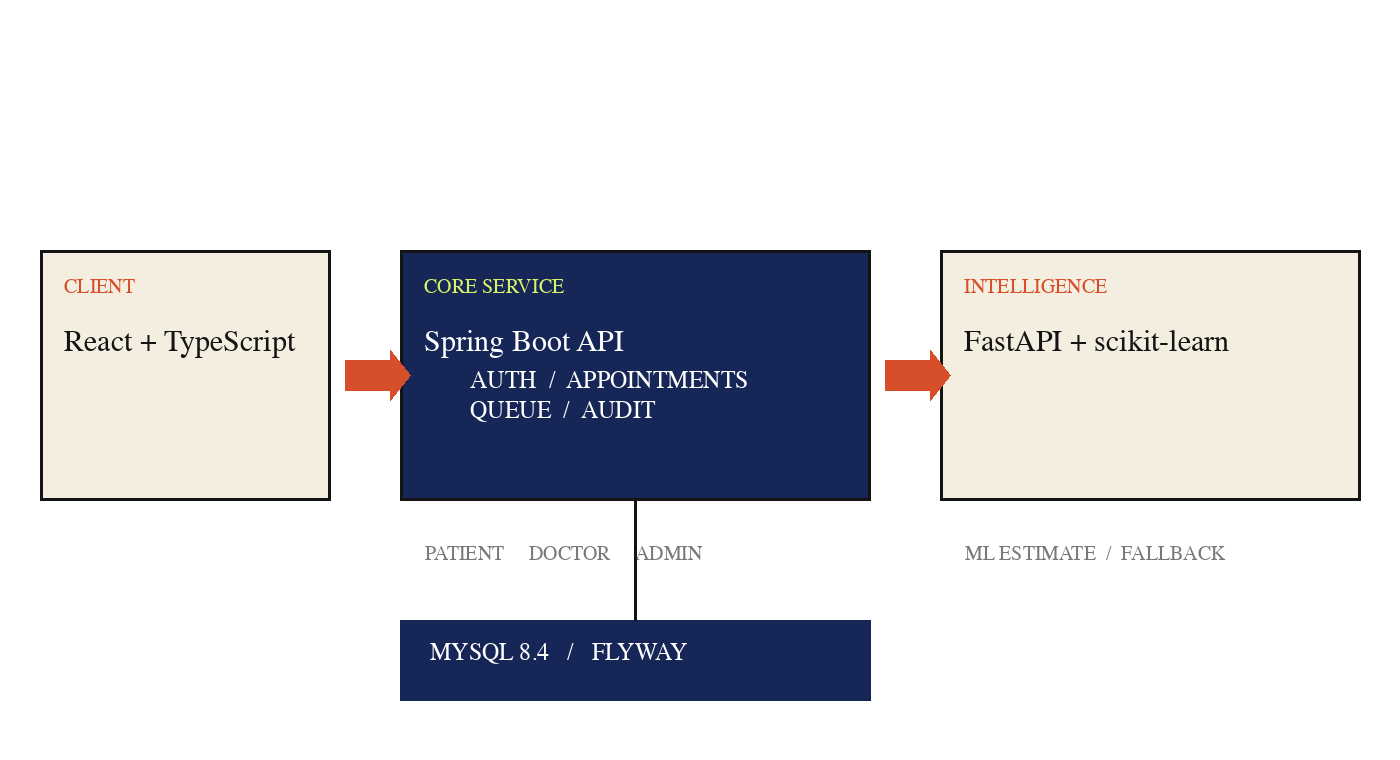 CLIENT
React + TypeScript
CORE SERVICE
Spring Boot API
AUTH / APPOINTMENTS
QUEUE / AUDIT
INTELLIGENCE
FastAPI + scikit-learn
PATIENT DOCTOR ADMIN
ML ESTIMATE / FALLBACK
MYSQL 8.4 / FLYWAY